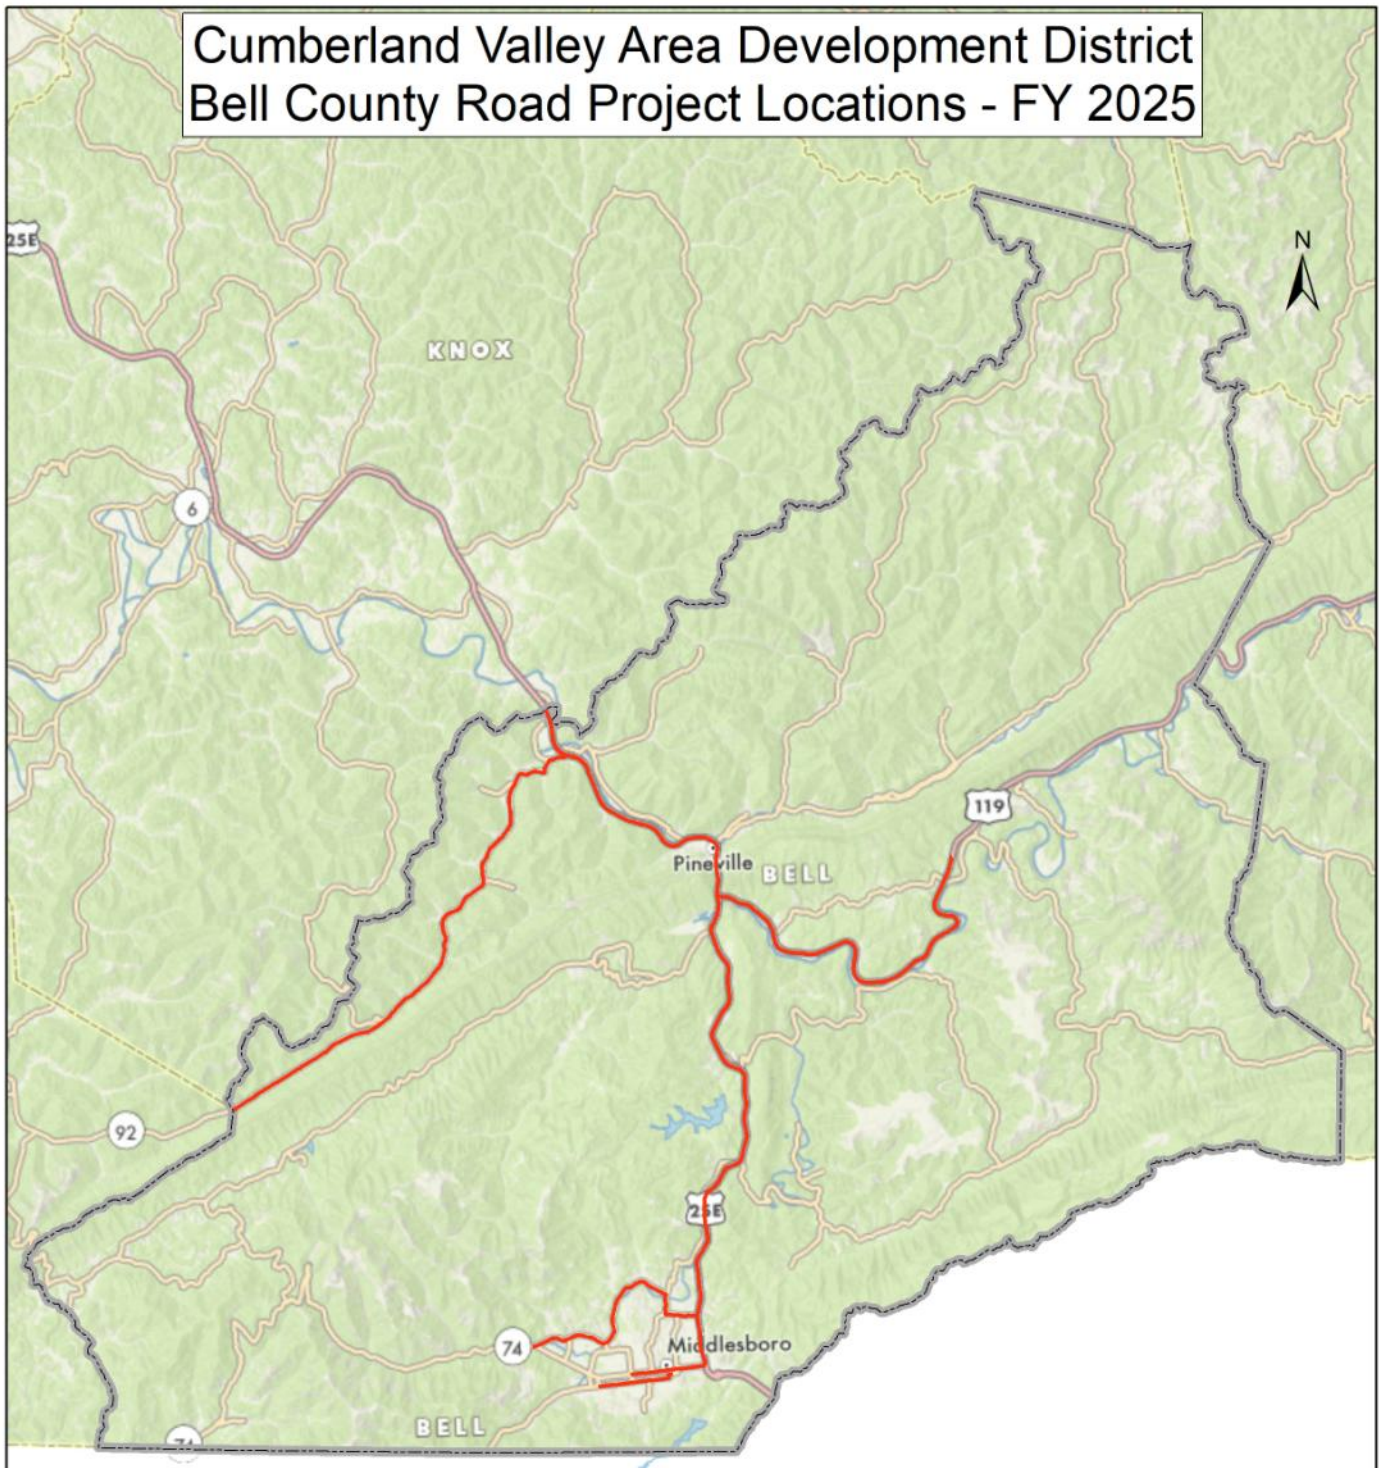 Cumberland Valley Area Development District
Bell County Road Project Locations - FY 2025
N
25E
KNOX
6
119
Pineville
BELL
92
25E
74
Middlesboro
BELL
74